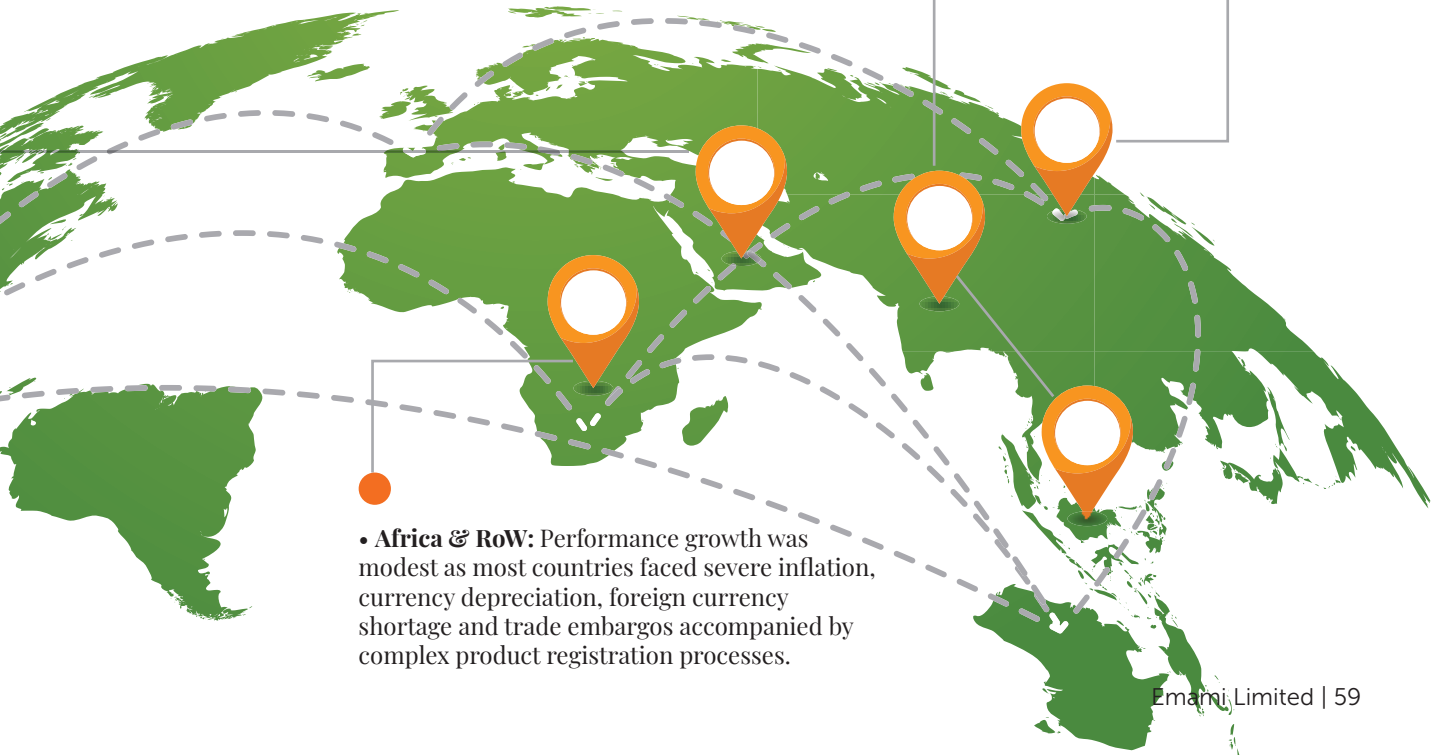 • Africa & RoW: Performance growth was
modest as most countries faced severe inflation,
currency depreciation, foreign currency
shortage and trade embargos accompanied by
complex product registration processes.
Emami Limited | 59